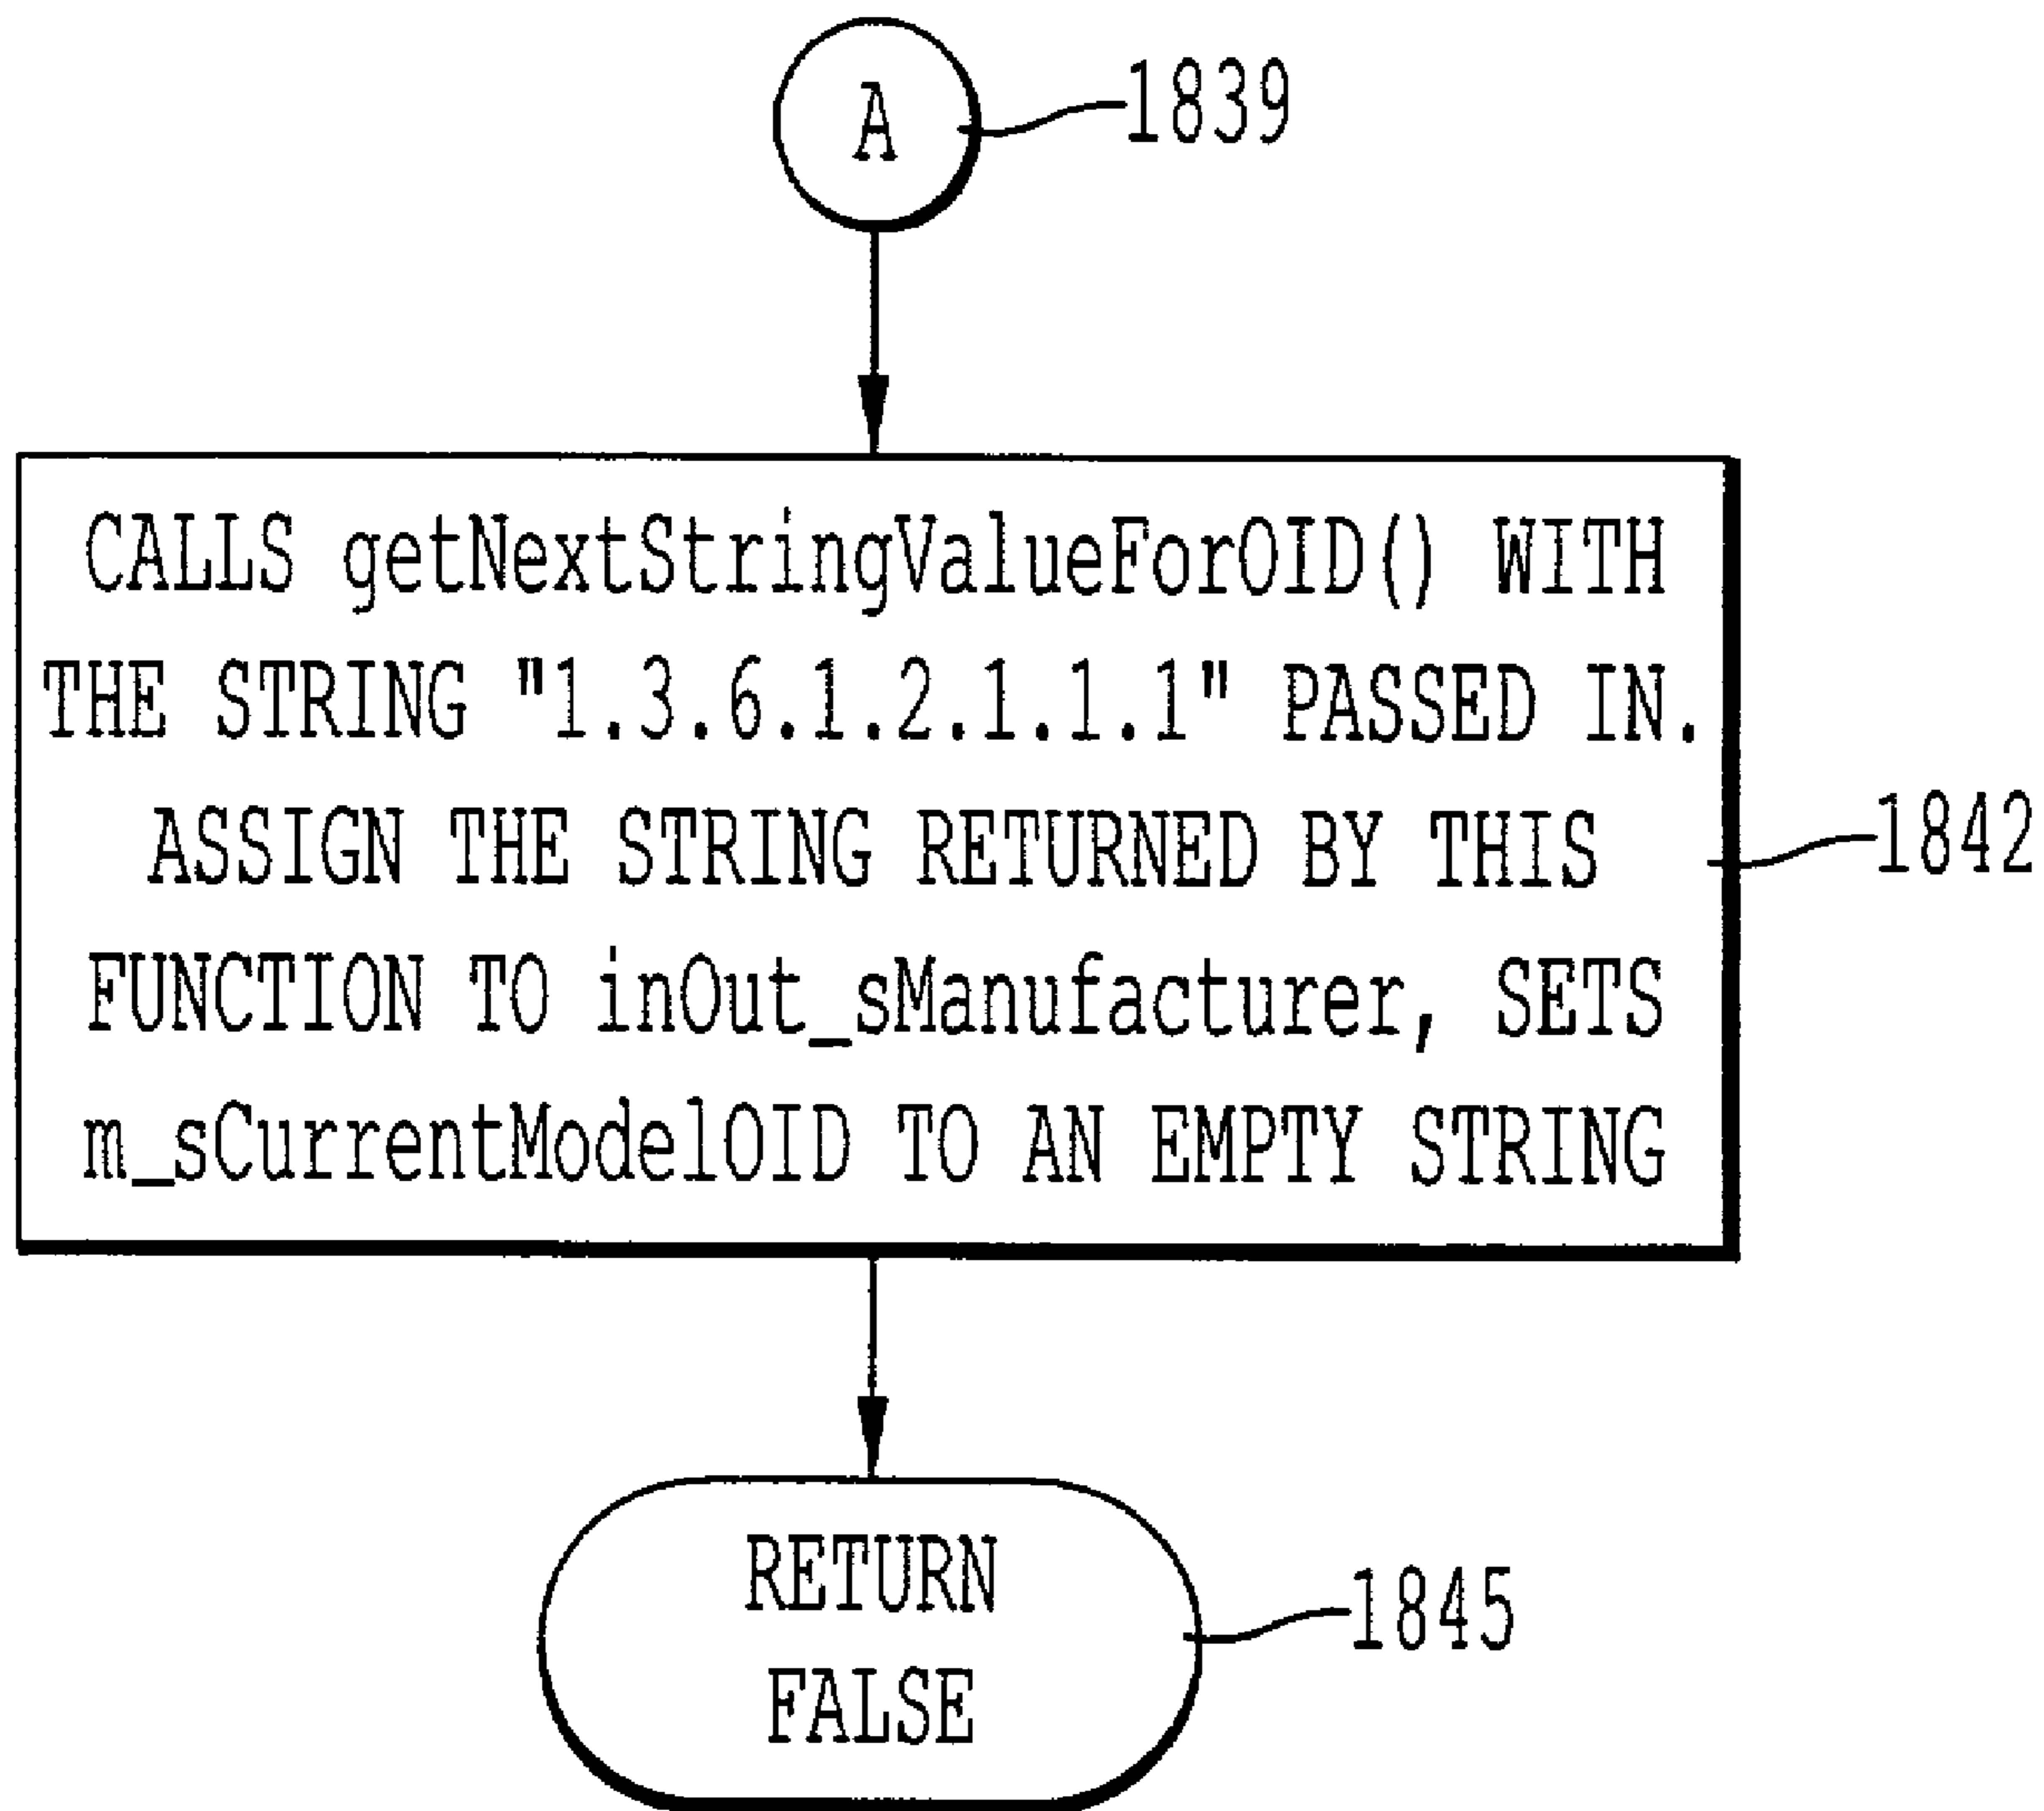 A
1839
CALLS getNextStringValueForOID() WITH
THE STRING "1.3.6.1.2.1.1.1" PASSED IN.
ASSIGN THE STRING RETURNED BY THIS
FUNCTION TO inOut_sManufacturer, SETS
m_sCurrentModelOID TO AN EMPTY STRING
1842
RETURN
FALSE
1845